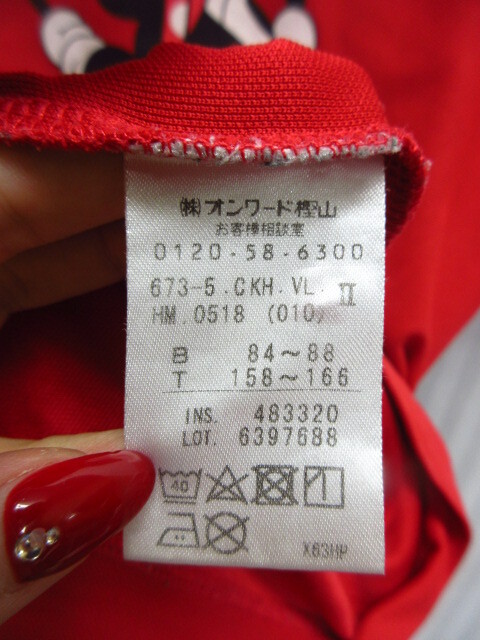 ㈱オンワード樫山
お客様相談室
0120・58・6300
673-5.CKH.VL. II
HM.0518 (010)
B 84～88
T 158～166
INS. 483320
LOT. 6397688
40
X63HP